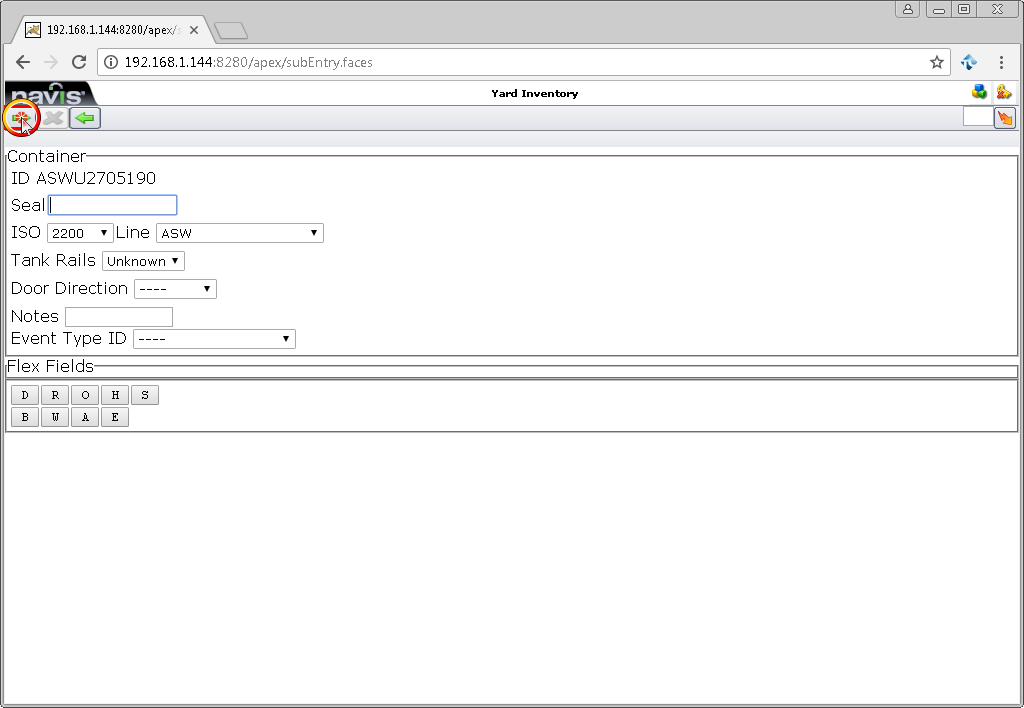 192.168.1.144:8280/apex/s
192.168.1.144:8280/apex/subEntry.faces
navis
Yard Inventory
Container
ID ASWU2705190
Seal
ISO 2200 Line ASW
Tank Rails Unknown
Door Direction ----
Notes
Event Type ID ----
Flex Fields
D R O H S
B W A E